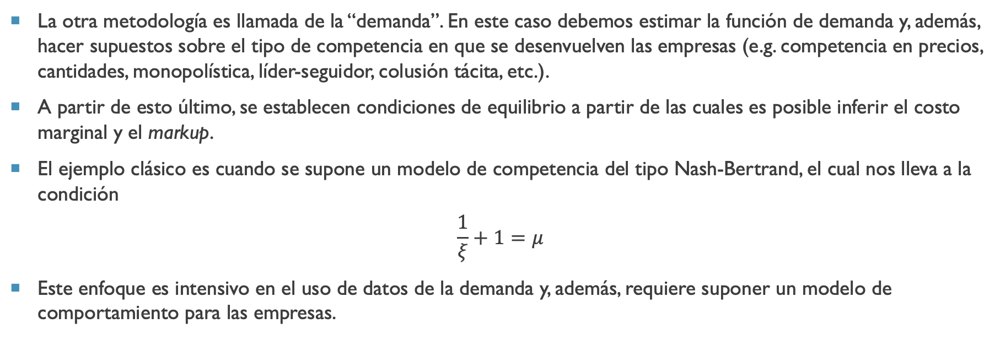 ▪ La otra metodología es llamada de la “demanda”. En este caso debemos estimar la función de demanda y, además,
hacer supuestos sobre el tipo de competencia en que se desenvuelven las empresas (e.g. competencia en precios,
cantidades, monopolística, líder-seguidor, colusión tácita, etc.).
▪ A partir de esto último, se establecen condiciones de equilibrio a partir de las cuales es posible inferir el costo
marginal y el markup.
▪ El ejemplo clásico es cuando se supone un modelo de competencia del tipo Nash-Bertrand, el cual nos lleva a la
condición
1/ξ + 1 = μ
▪ Este enfoque es intensivo en el uso de datos de la demanda y, además, requiere suponer un modelo de
comportamiento para las empresas.